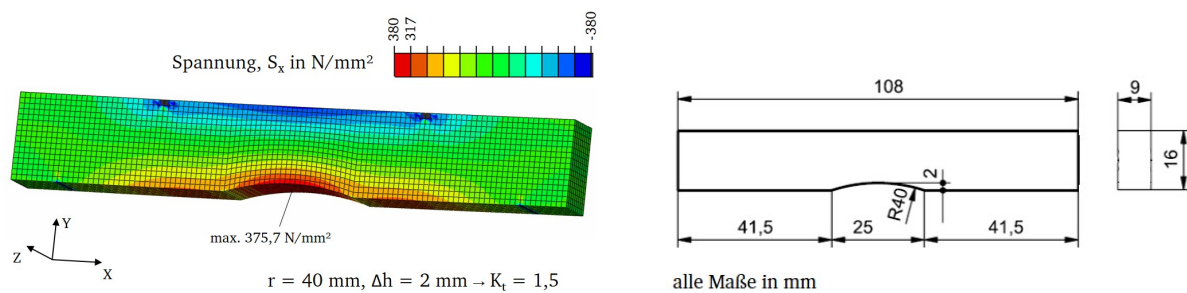 380
317
-380
Spannung, Sₓ in N/mm²
max. 375,7 N/mm²
Y
Z
X
r = 40 mm, Δh = 2 mm → Kₜ = 1,5
108
9
16
2
R40
41,5
25
41,5
alle Maße in mm